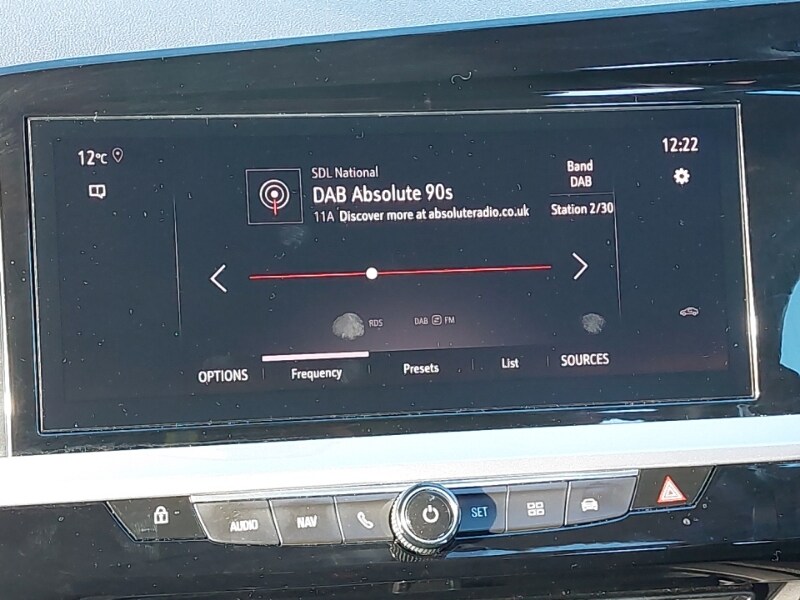 12°C
12:22
SDL National
DAB Absolute 90s
11A Discover more at absoluteradio.co.uk
Band
DAB
Station 2/30
RDS
DAB FM
OPTIONS
Frequency
Presets
List
SOURCES
AUDIO
NAV
SET